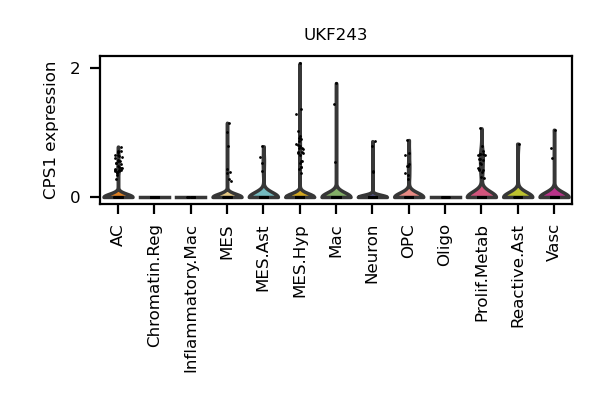 UKF243
CPS1 expression
2
0
AC
Chromatin.Reg
Inflammatory.Mac
MES
MES.Ast
MES.Hyp
Mac
Neuron
OPC
Oligo
Prolif.Metab
Reactive.Ast
Vasc